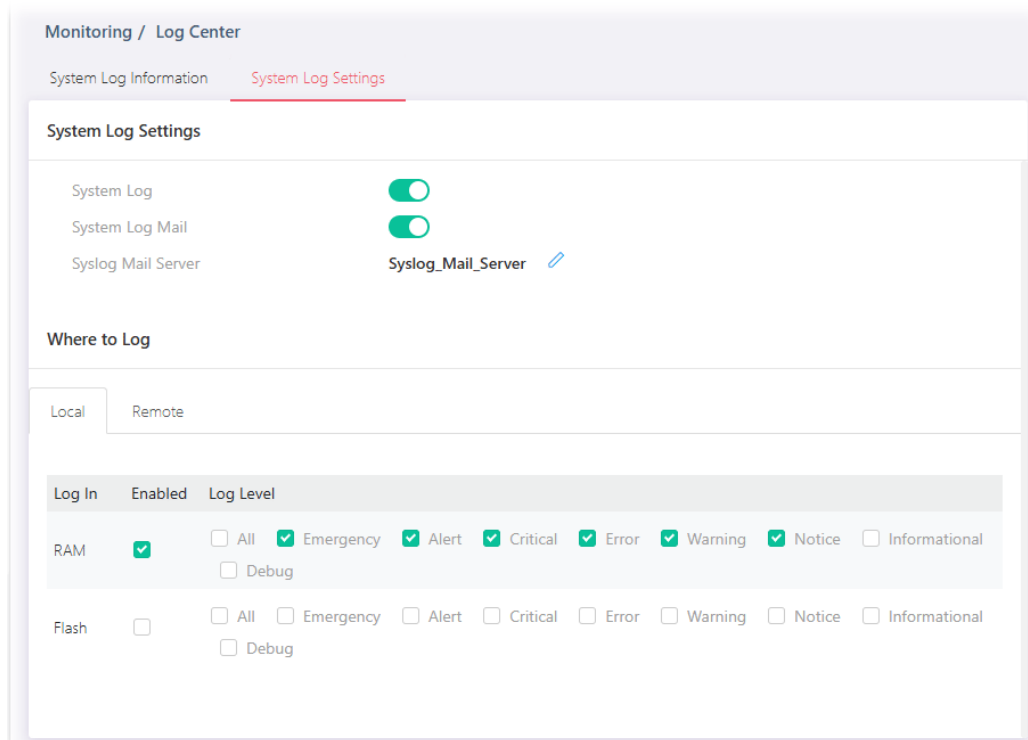 Monitoring / Log Center
System Log Information System Log Settings
System Log Settings
System Log
System Log Mail
Syslog Mail Server Syslog_Mail_Server
Where to Log
Local Remote
Log In Enabled Log Level
RAM All Emergency Alert Critical Error Warning Notice Informational
Debug
Flash All Emergency Alert Critical Error Warning Notice Informational
Debug